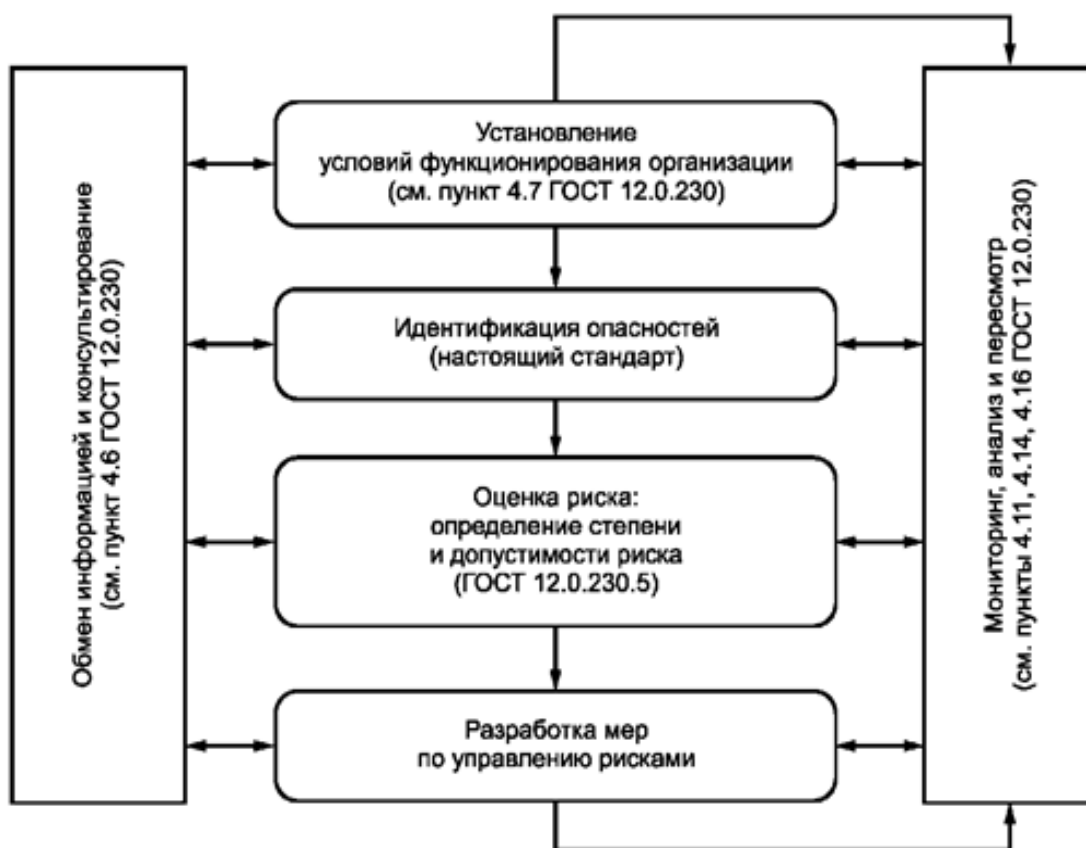 Обмен информацией и консультирование
(см. пункт 4.6 ГОСТ 12.0.230)
Установление
условий функционирования организации
(см. пункт 4.7 ГОСТ 12.0.230)
Идентификация опасностей
(настоящий стандарт)
Оценка риска:
определение степени
и допустимости риска
(ГОСТ 12.0.230.5)
Разработка мер
по управлению рисками
Мониторинг, анализ и пересмотр
(см. пункты 4.11, 4.14, 4.16 ГОСТ 12.0.230)